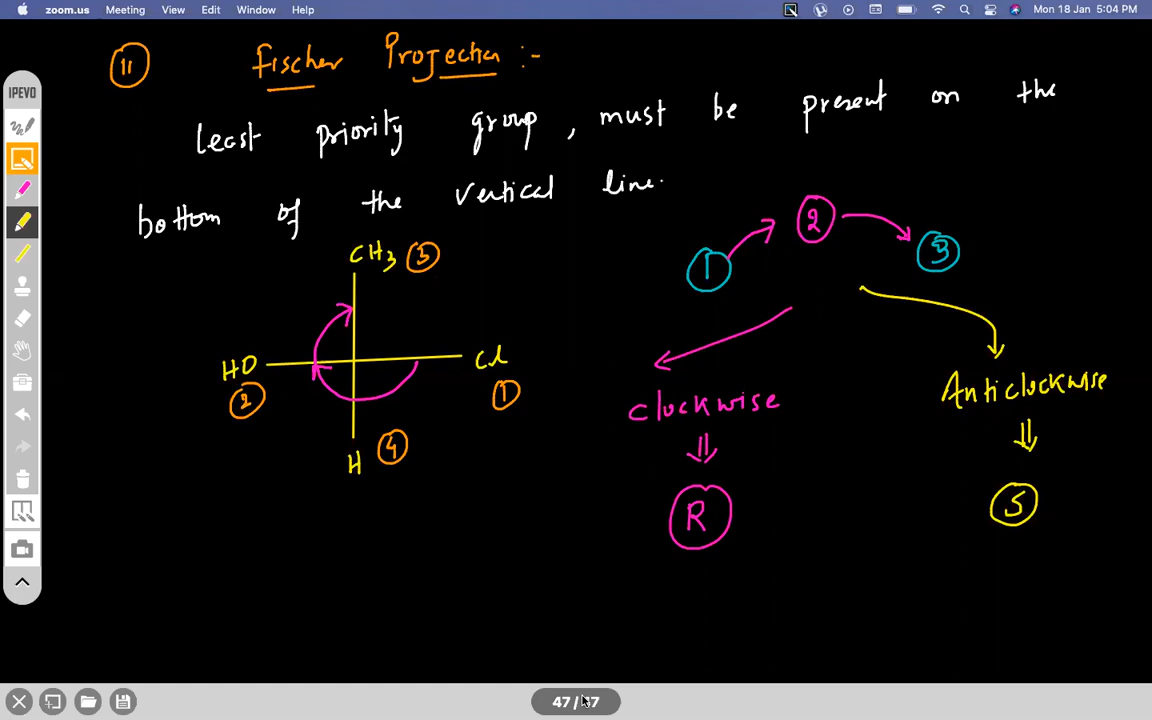 zoom.us Meeting View Edit Window Help Mon 18 Jan 5:04 PM
IPEVO
11 Fischer Projection :-
least priority group, must be present on the
bottom of the vertical line.
1 2 3
CH3 3
HO Cl
2 1
H 4
Clockwise Anticlockwise
R S
47 / 47